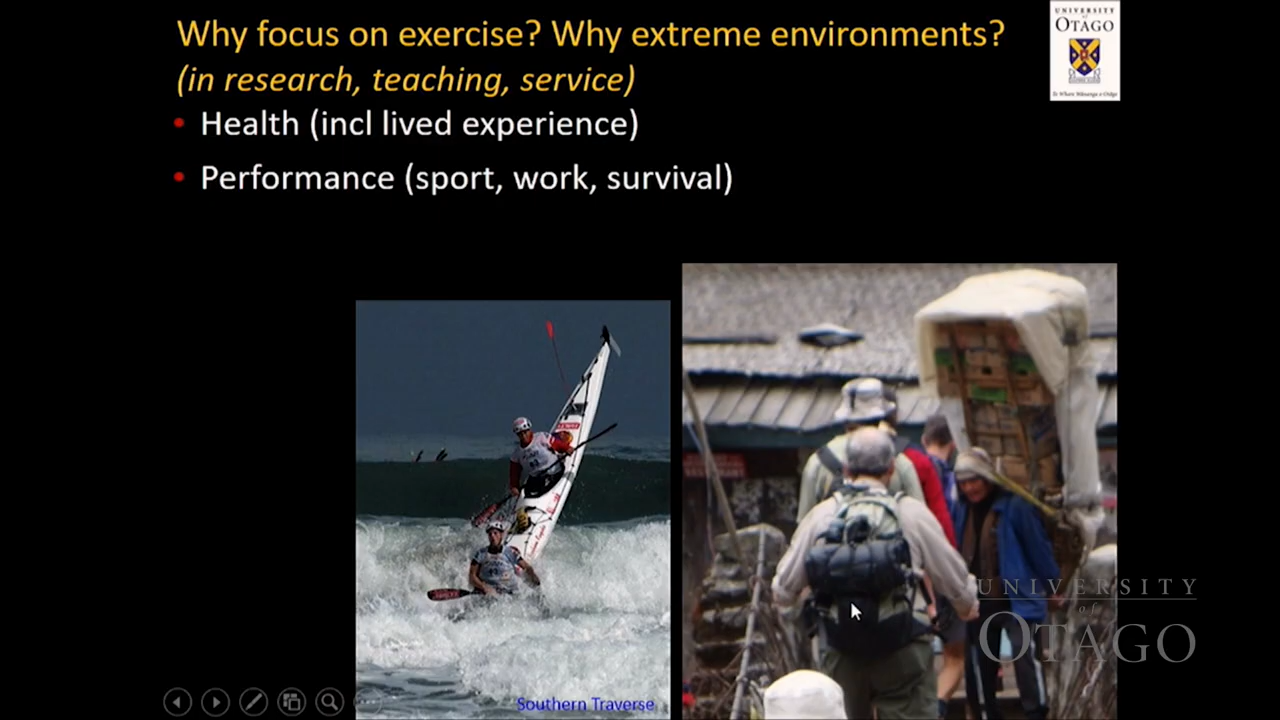 Why focus on exercise? Why extreme environments?
(in research, teaching, service)
UNIVERSITY
of
OTAGO
• Health (incl lived experience)
• Performance (sport, work, survival)
Southern Traverse
UNIVERSITY
of
OTAGO